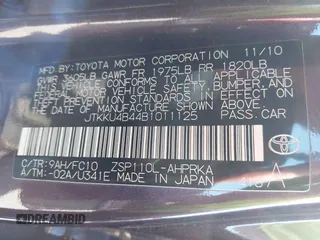 MFD. BY: TOYOTA MOTOR CORPORATION 11/10
GVWR 3605LB GAWR FR 1975LB RR 1820LB
THIS VEHICLE CONFORMS TO ALL APPLICABLE
FEDERAL MOTOR VEHICLE SAFETY, BUMPER, AND
THEFT PREVENTION STANDARDS IN EFFECT ON
THE DATE OF MANUFACTURE SHOWN ABOVE.
JTKKU4B44B1011125
PASS. CAR
MADE IN JAPAN
C/TR: 9AH/FC10 ZSP110L-AHPRKA
A/TM: -02A/U341E
A
TOYOTA
DREAMBID